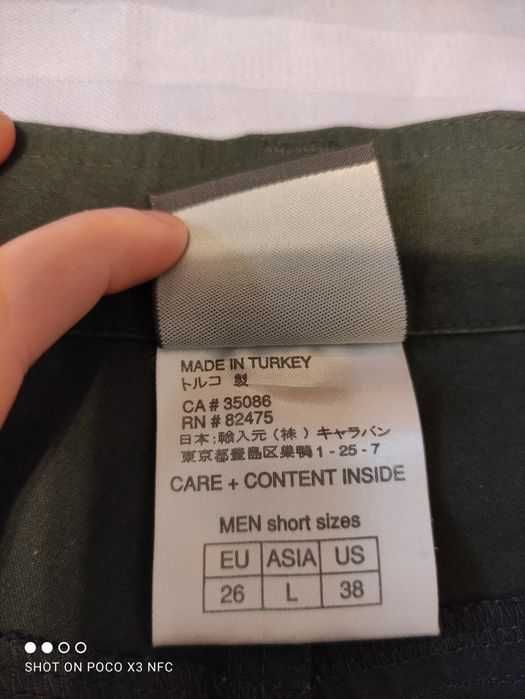 MADE IN TURKEY
トルコ 製
CA # 35086
RN # 82475
日本:輸入元(株)キャラバン
東京都豊島区巣鴨1-25-7
CARE + CONTENT INSIDE
MEN short sizes
EU ASIA US
26 L 38
SHOT ON POCO X3 NFC